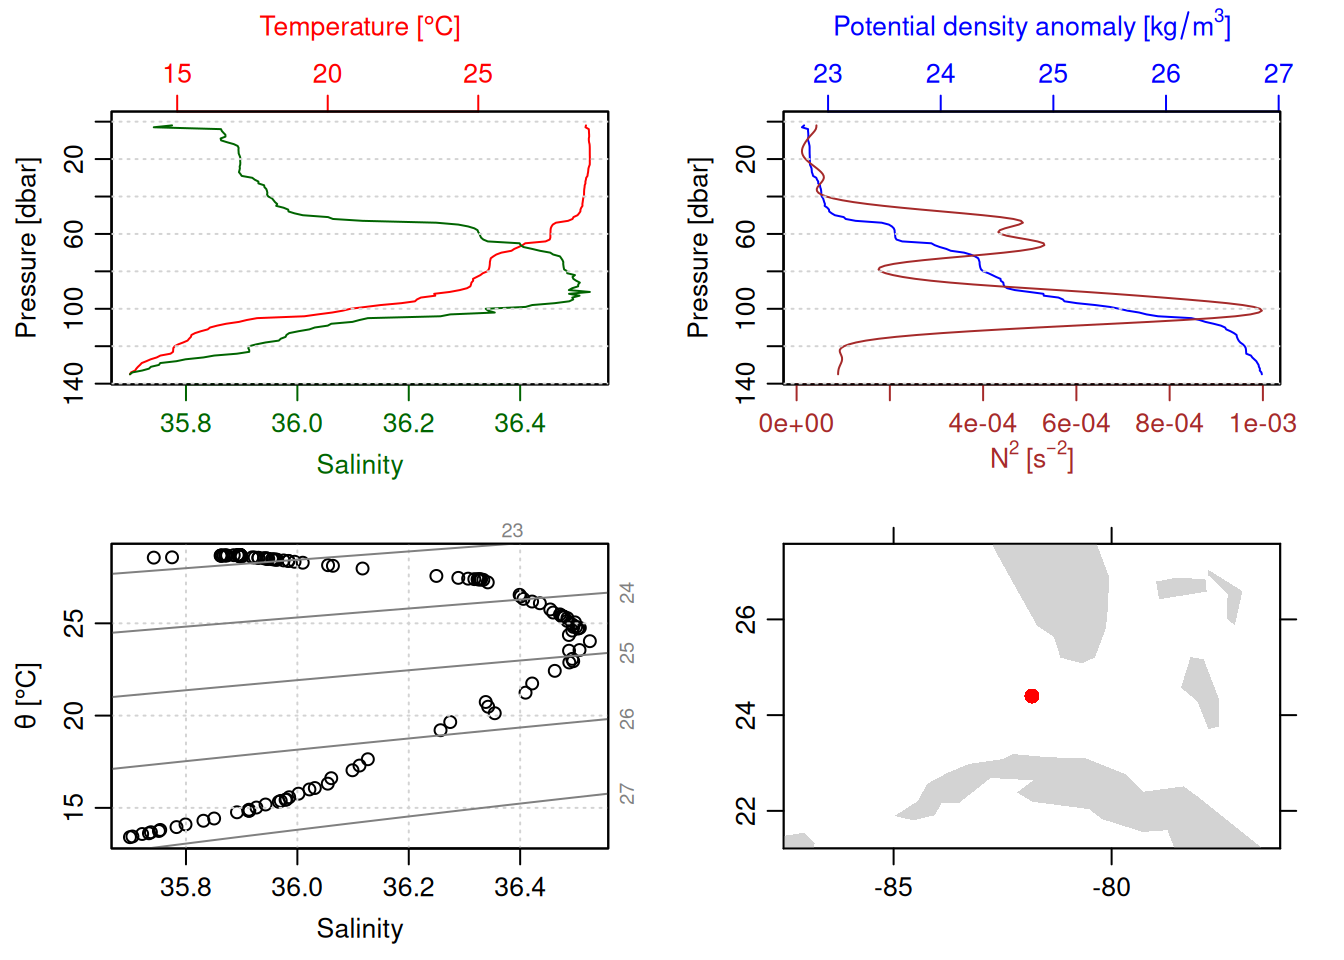 Temperature [°C]
15 20 25
Pressure [dbar]
20 60 100 140
35.8 36.0 36.2 36.4
Salinity
Potential density anomaly [kg/m³]
23 24 25 26 27
Pressure [dbar]
20 60 100 140
0e+00 4e-04 6e-04 8e-04 1e-03
N² [s⁻²]
23
24
25
26
27
θ [°C]
25
20
15
35.8 36.0 36.2 36.4
Salinity
26
24
22
-85 -80